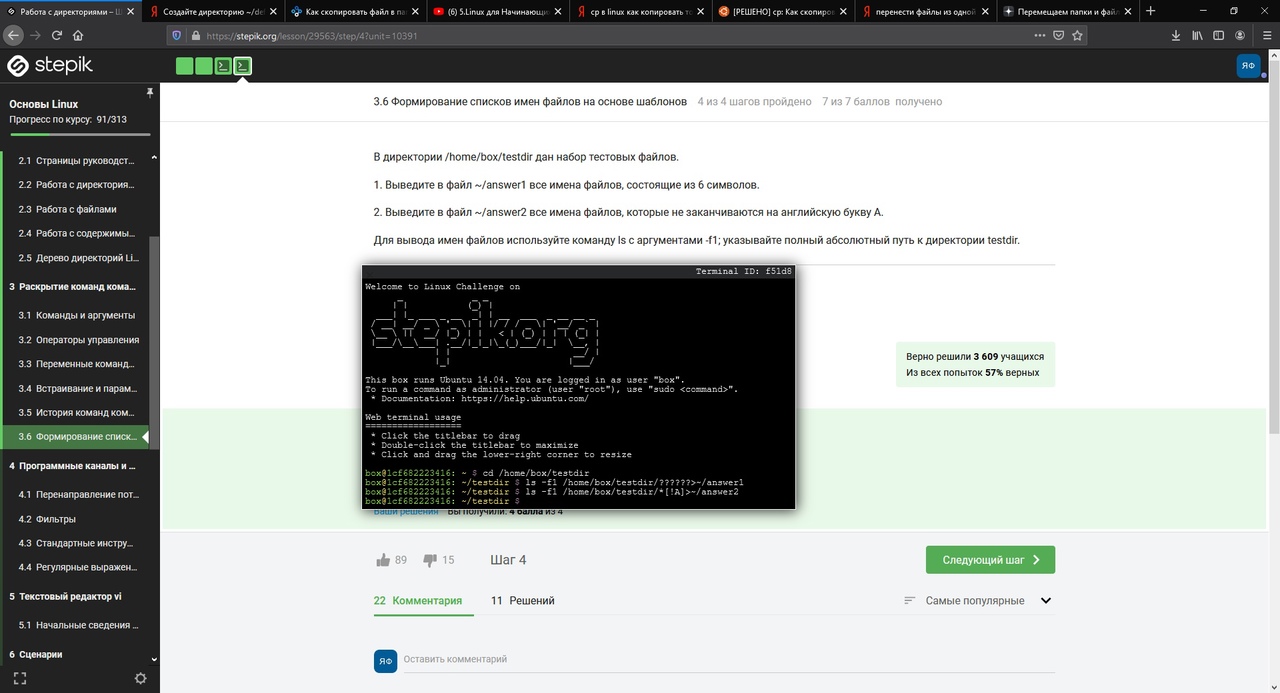 Работа с директориями – Ш
Создайте директорию ~/del
Как скопировать файл в па
(6) 5.Linux для Начинающи
cp в linux как копировать т
[РЕШЕНО] cp: Как скопиров
перенести файлы из одной
Перемещаем папки и файл
https://stepik.org/lesson/29563/step/4?unit=10391
stepik
ЯФ
Основы Linux
Прогресс по курсу: 91/313
2.1 Страницы руководст...
2.2 Работа с директория...
2.3 Работа с файлами
2.4 Работа с содержимы...
2.5 Дерево директорий Li...
3 Раскрытие команд кома...
3.1 Команды и аргументы
3.2 Операторы управления
3.3 Переменные команд...
3.4 Встраивание и парам...
3.5 История команд ком...
3.6 Формирование списк...
4 Программные каналы и ...
4.1 Перенаправление пот...
4.2 Фильтры
4.3 Стандартные инстру...
4.4 Регулярные выражен...
5 Текстовый редактор vi
5.1 Начальные сведения ...
6 Сценарии
3.6 Формирование списков имен файлов на основе шаблонов 4 из 4 шагов пройдено 7 из 7 баллов получено
В директории /home/box/testdir дан набор тестовых файлов.
1. Выведите в файл ~/answer1 все имена файлов, состоящие из 6 символов.
2. Выведите в файл ~/answer2 все имена файлов, которые не заканчиваются на английскую букву A.
Для вывода имен файлов используйте команду ls с аргументами -f1; указывайте полный абсолютный путь к директории testdir.
Terminal ID: f51d8
Welcome to Linux Challenge on
stepik.org
This box runs Ubuntu 14.04. You are logged in as user "box".
To run a command as administrator (user "root"), use "sudo <command>".
* Documentation: https://help.ubuntu.com/
Web terminal usage
==================
* Click the titlebar to drag
* Double-click the titlebar to maximize
* Click and drag the lower-right corner to resize
box@1cf682223416: ~ $ cd /home/box/testdir
box@1cf682223416: ~/testdir $ ls -f1 /home/box/testdir/??????>~/answer1
box@1cf682223416: ~/testdir $ ls -f1 /home/box/testdir/*[!A]>~/answer2
box@1cf682223416: ~/testdir $
Верно решили 3 609 учащихся
Из всех попыток 57% верных
Ваши решения Вы получили: 4 балла из 4
89 15 Шаг 4
Следующий шаг
22 Комментария 11 Решений
Самые популярные
ЯФ
Оставить комментарий